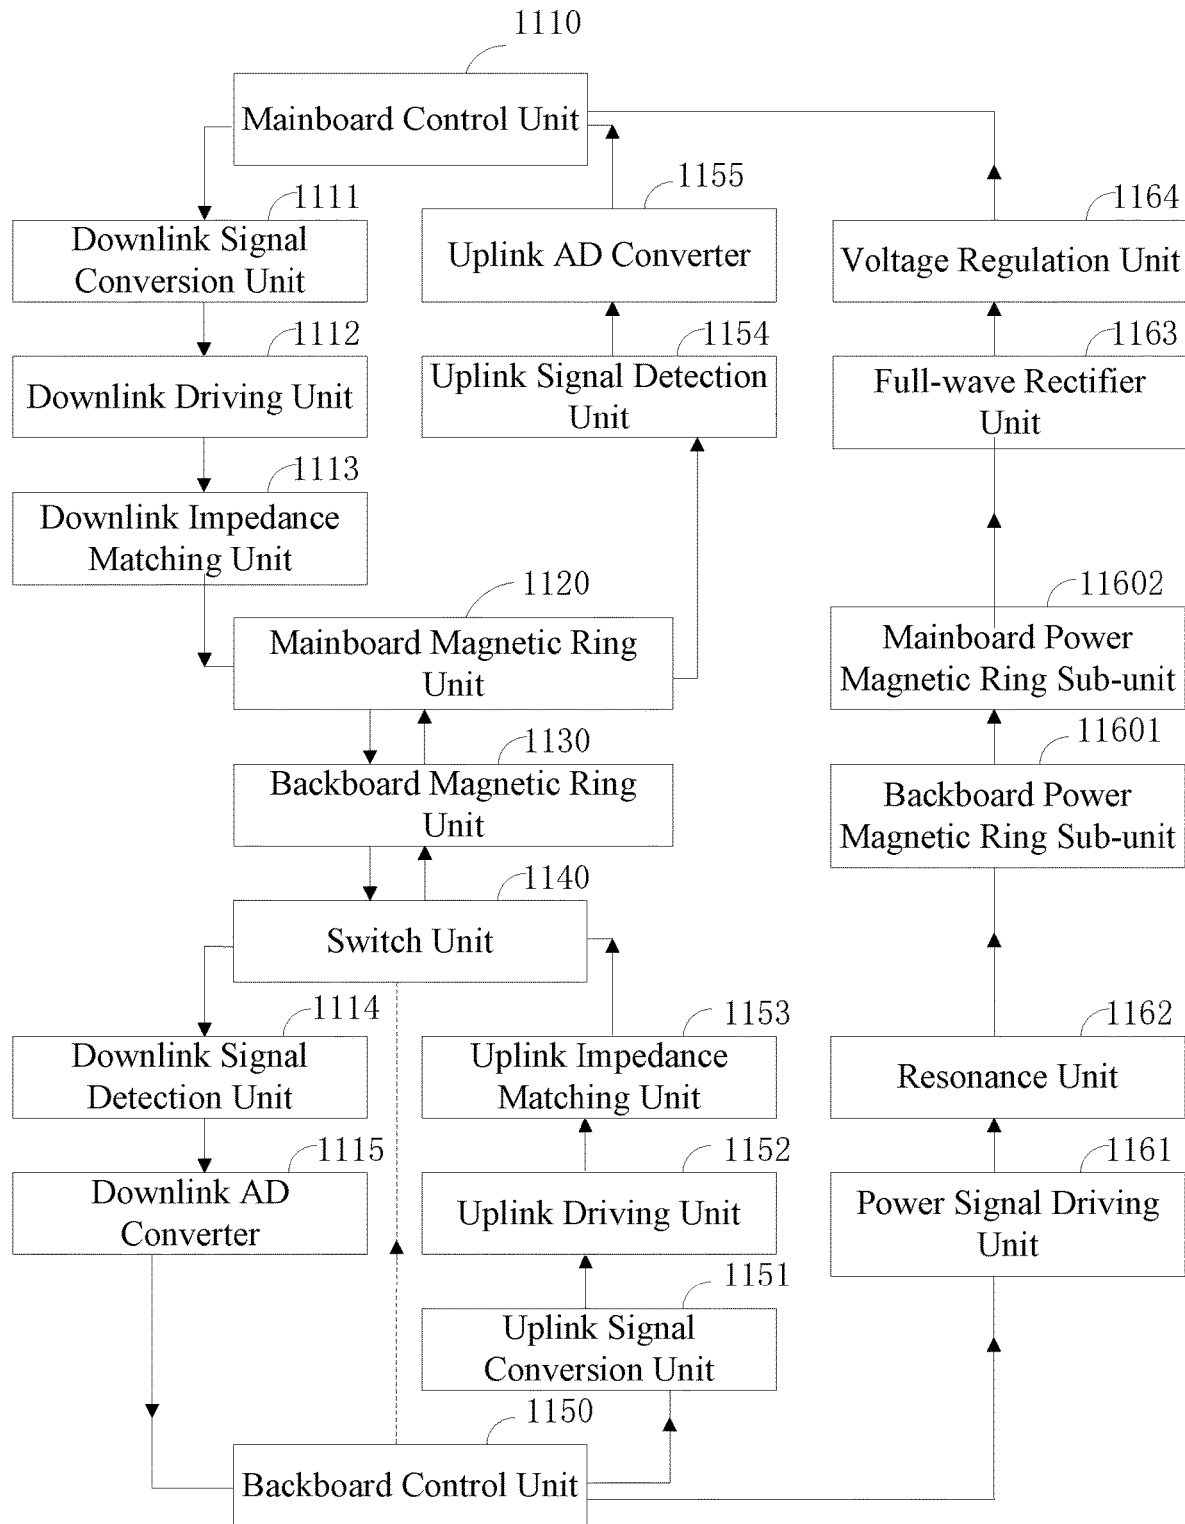 1110
Mainboard Control Unit
1111
Downlink Signal
Conversion Unit
1112
Downlink Driving Unit
1113
Downlink Impedance
Matching Unit
1155
Uplink AD Converter
1154
Uplink Signal Detection
Unit
1164
Voltage Regulation Unit
1163
Full-wave Rectifier
Unit
1120
Mainboard Magnetic Ring
Unit
1130
Backboard Magnetic Ring
Unit
1140
Switch Unit
11602
Mainboard Power
Magnetic Ring Sub-unit
11601
Backboard Power
Magnetic Ring Sub-unit
1114
Downlink Signal
Detection Unit
1115
Downlink AD
Converter
1153
Uplink Impedance
Matching Unit
1152
Uplink Driving Unit
1151
Uplink Signal
Conversion Unit
1162
Resonance Unit
1161
Power Signal Driving
Unit
1150
Backboard Control Unit